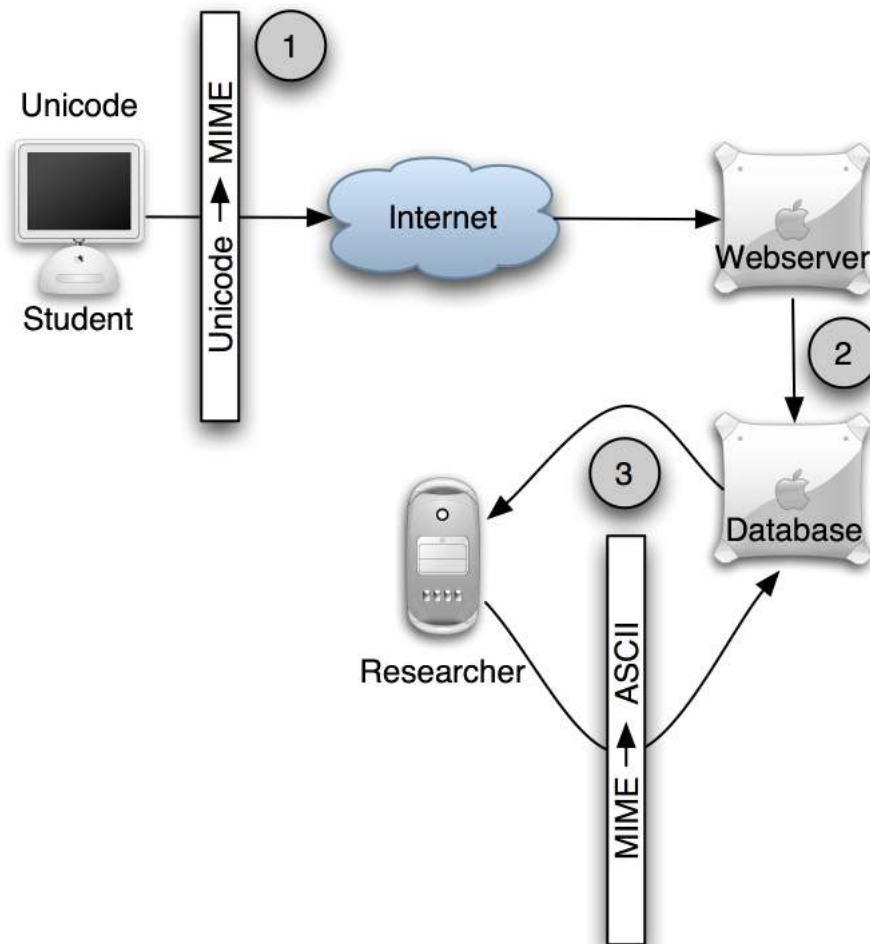 1
Unicode
Unicode → MIME
Internet
Student
Webserver
2
3
Database
Researcher
MIME → ASCII